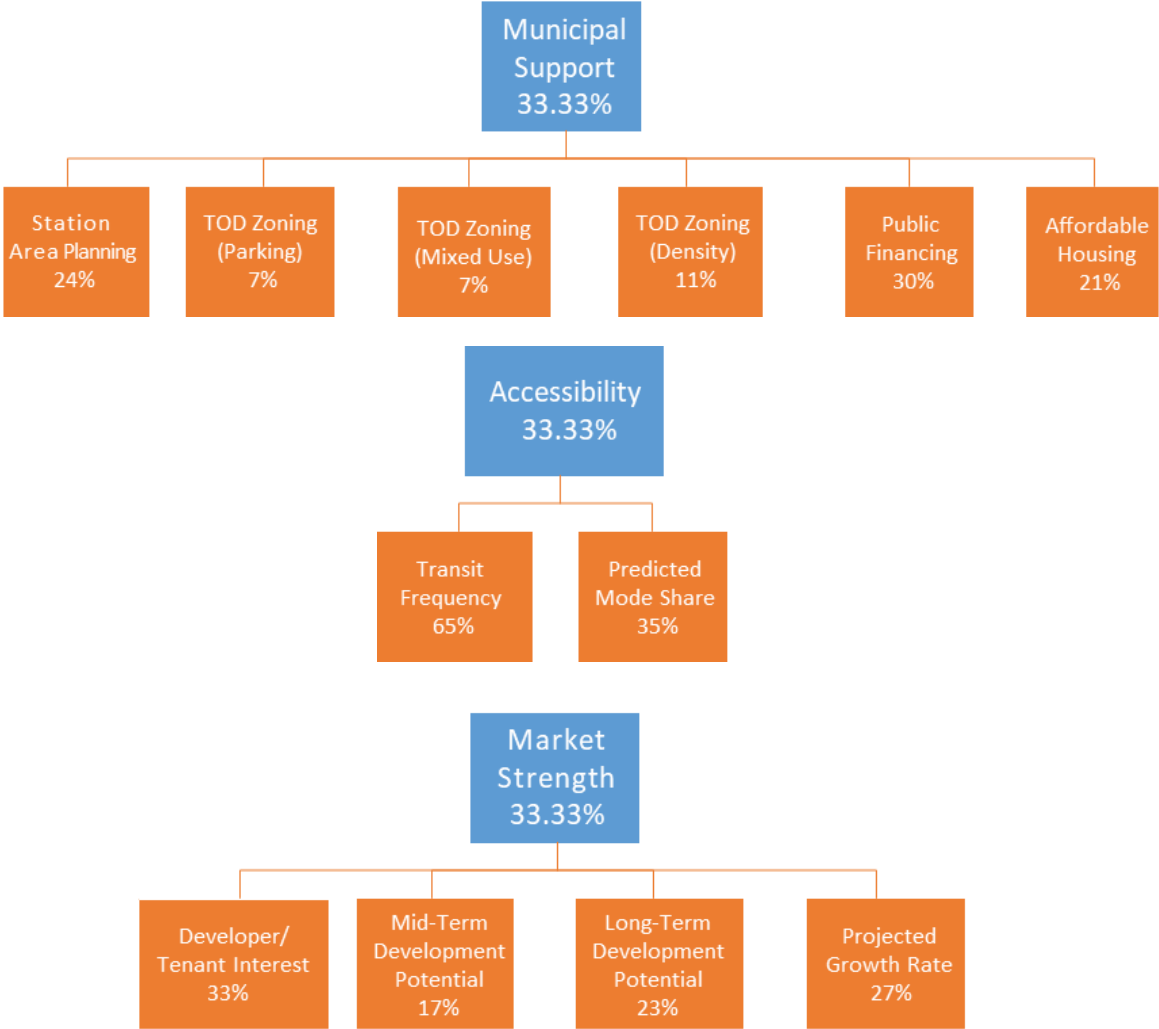 Municipal
Support
33.33%
Station
Area Planning
24%
TOD Zoning
(Parking)
7%
TOD Zoning
(Mixed Use)
7%
TOD Zoning
(Density)
11%
Public
Financing
30%
Affordable
Housing
21%
Accessibility
33.33%
Transit
Frequency
65%
Predicted
Mode Share
35%
Market
Strength
33.33%
Developer/
Tenant Interest
33%
Mid-Term
Development
Potential
17%
Long-Term
Development
Potential
23%
Projected
Growth Rate
27%